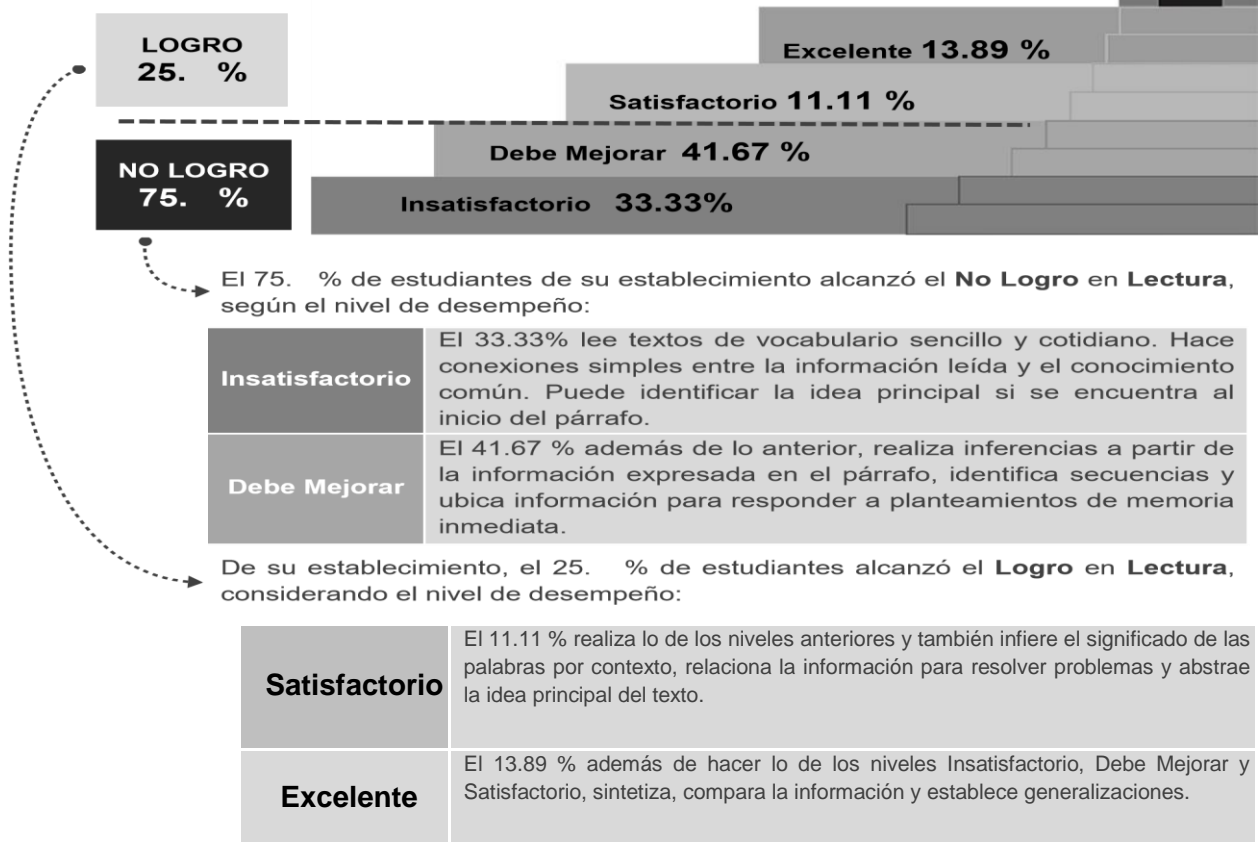 LOGRO
25. %
Excelente 13.89 %
Satisfactorio 11.11 %
Debe Mejorar 41.67 %
NO LOGRO
75. %
Insatisfactorio 33.33%
El 75. % de estudiantes de su establecimiento alcanzó el No Logro en Lectura,
según el nivel de desempeño:
Insatisfactorio
El 33.33% lee textos de vocabulario sencillo y cotidiano. Hace
conexiones simples entre la información leída y el conocimiento
común. Puede identificar la idea principal si se encuentra al
inicio del párrafo.
Debe Mejorar
El 41.67 % además de lo anterior, realiza inferencias a partir de
la información expresada en el párrafo, identifica secuencias y
ubica información para responder a planteamientos de memoria
inmediata.
De su establecimiento, el 25. % de estudiantes alcanzó el Logro en Lectura,
considerando el nivel de desempeño:
Satisfactorio
El 11.11 % realiza lo de los niveles anteriores y también infiere el significado de las
palabras por contexto, relaciona la información para resolver problemas y abstrae
la idea principal del texto.
Excelente
El 13.89 % además de hacer lo de los niveles Insatisfactorio, Debe Mejorar y
Satisfactorio, sintetiza, compara la información y establece generalizaciones.